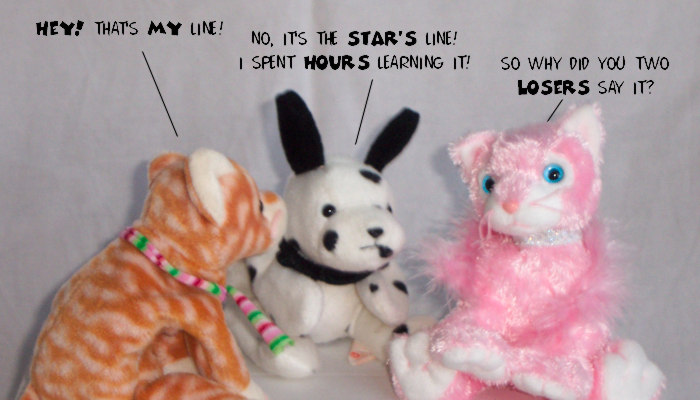 HEY! THAT'S MY LINE!
NO, IT'S THE STAR'S LINE!
I SPENT HOURS LEARNING IT!
SO WHY DID YOU TWO
LOSERS SAY IT?